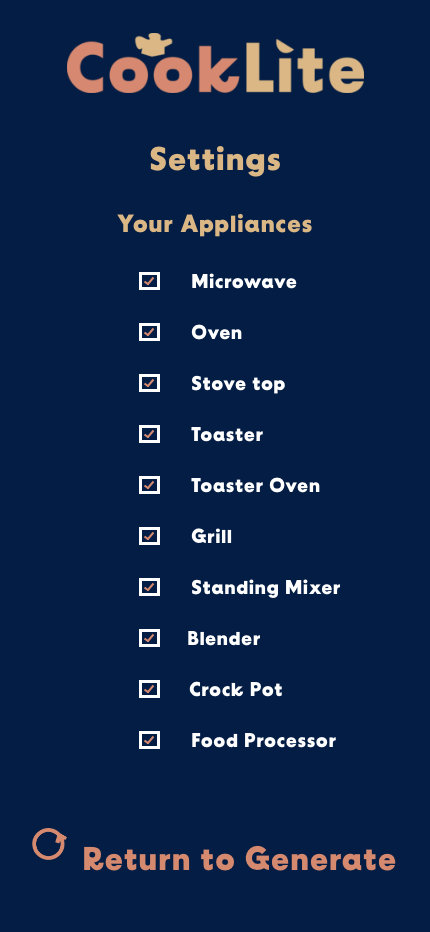 CookLite
Settings
Your Appliances
Microwave
Oven
Stove top
Toaster
Toaster Oven
Grill
Standing Mixer
Blender
Crock Pot
Food Processor
Return to Generate